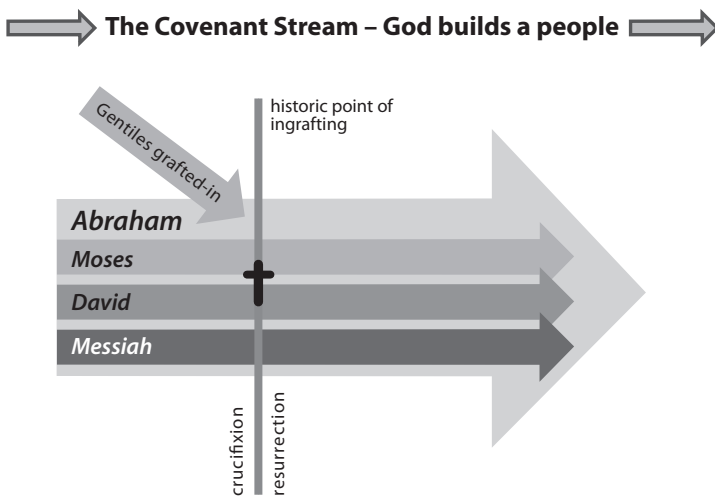 The Covenant Stream – God builds a people
historic point of
ingrafting
Gentiles grafted-in
Abraham
Moses
David
Messiah
crucifixion
resurrection